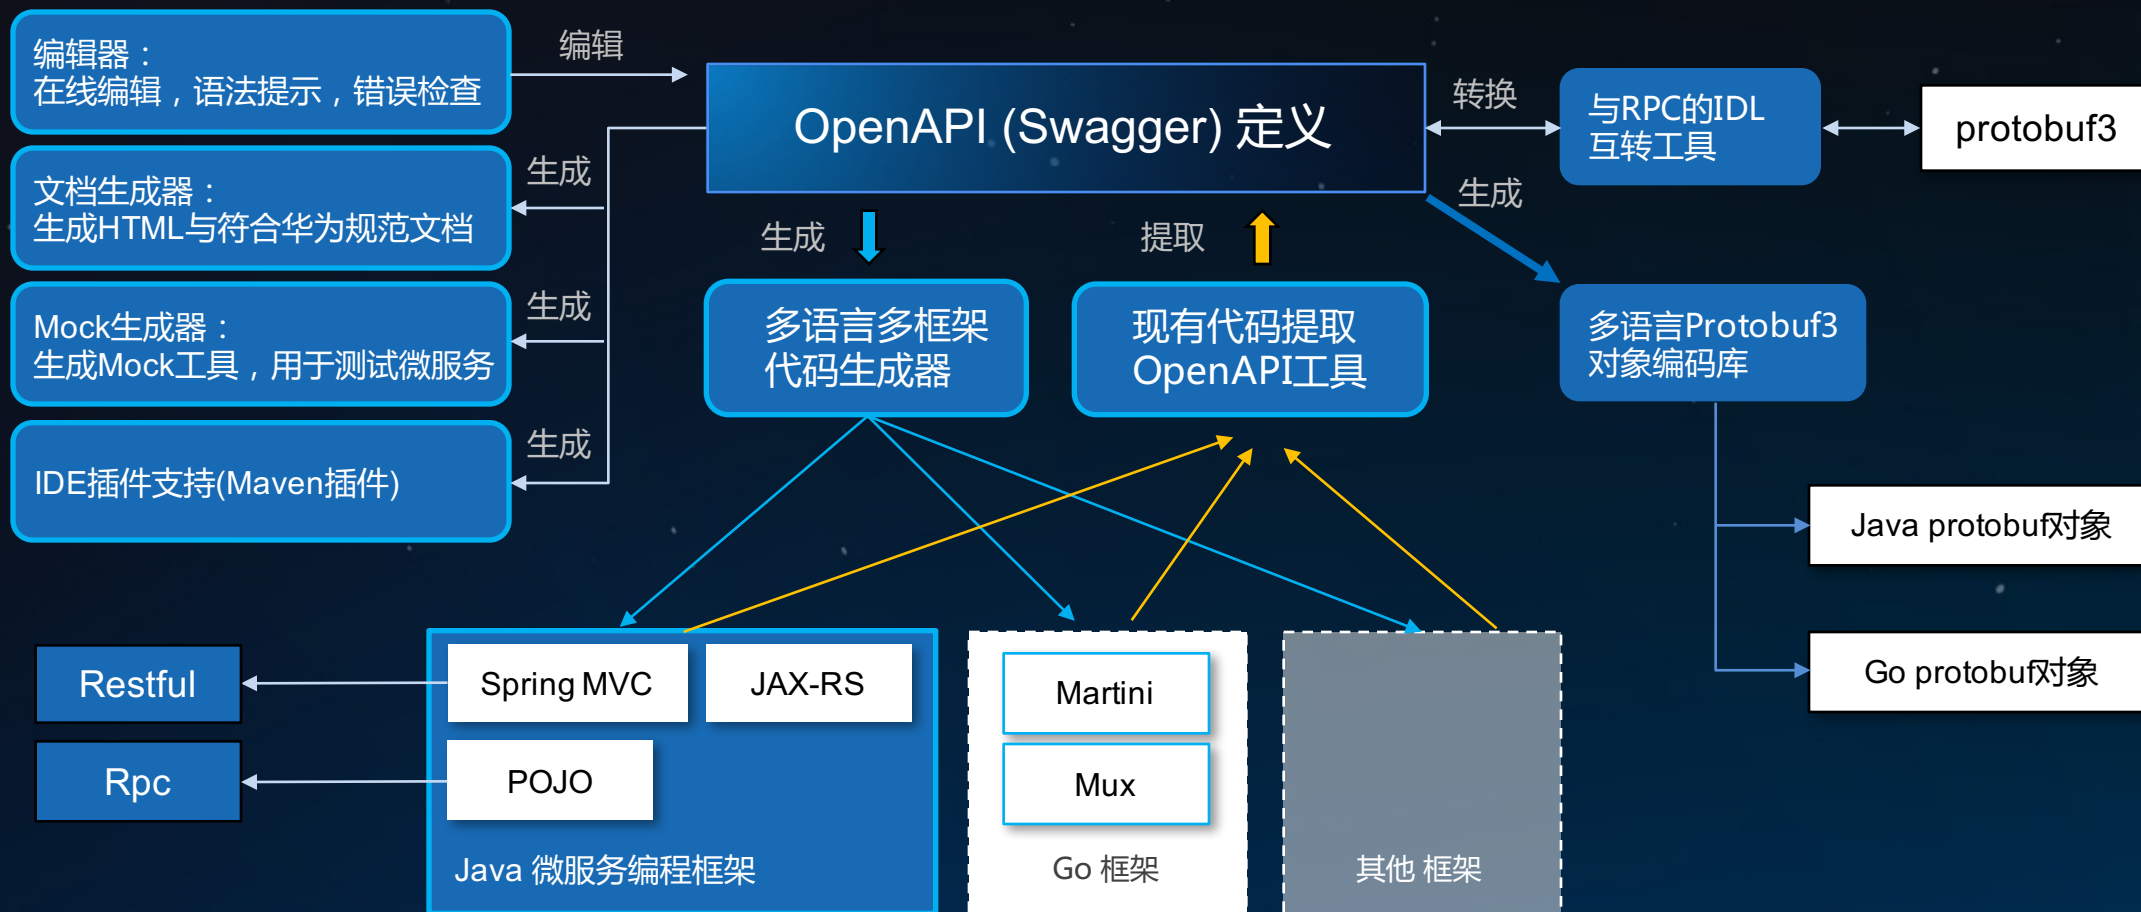 编辑器：
在线编辑，语法提示，错误检查
编辑
OpenAPI (Swagger) 定义
转换
与RPC的IDL
互转工具
protobuf3
生成
文档生成器：
生成HTML与符合华为规范文档
生成
Mock生成器：
生成Mock工具，用于测试微服务
生成
IDE插件支持(Maven插件)
生成
多语言多框架
代码生成器
提取
现有代码提取
OpenAPI工具
生成
多语言Protobuf3
对象编码库
Java protobuf对象
Go protobuf对象
Restful
Rpc
Spring MVC
JAX-RS
POJO
Java 微服务编程框架
Martini
Mux
Go 框架
其他 框架